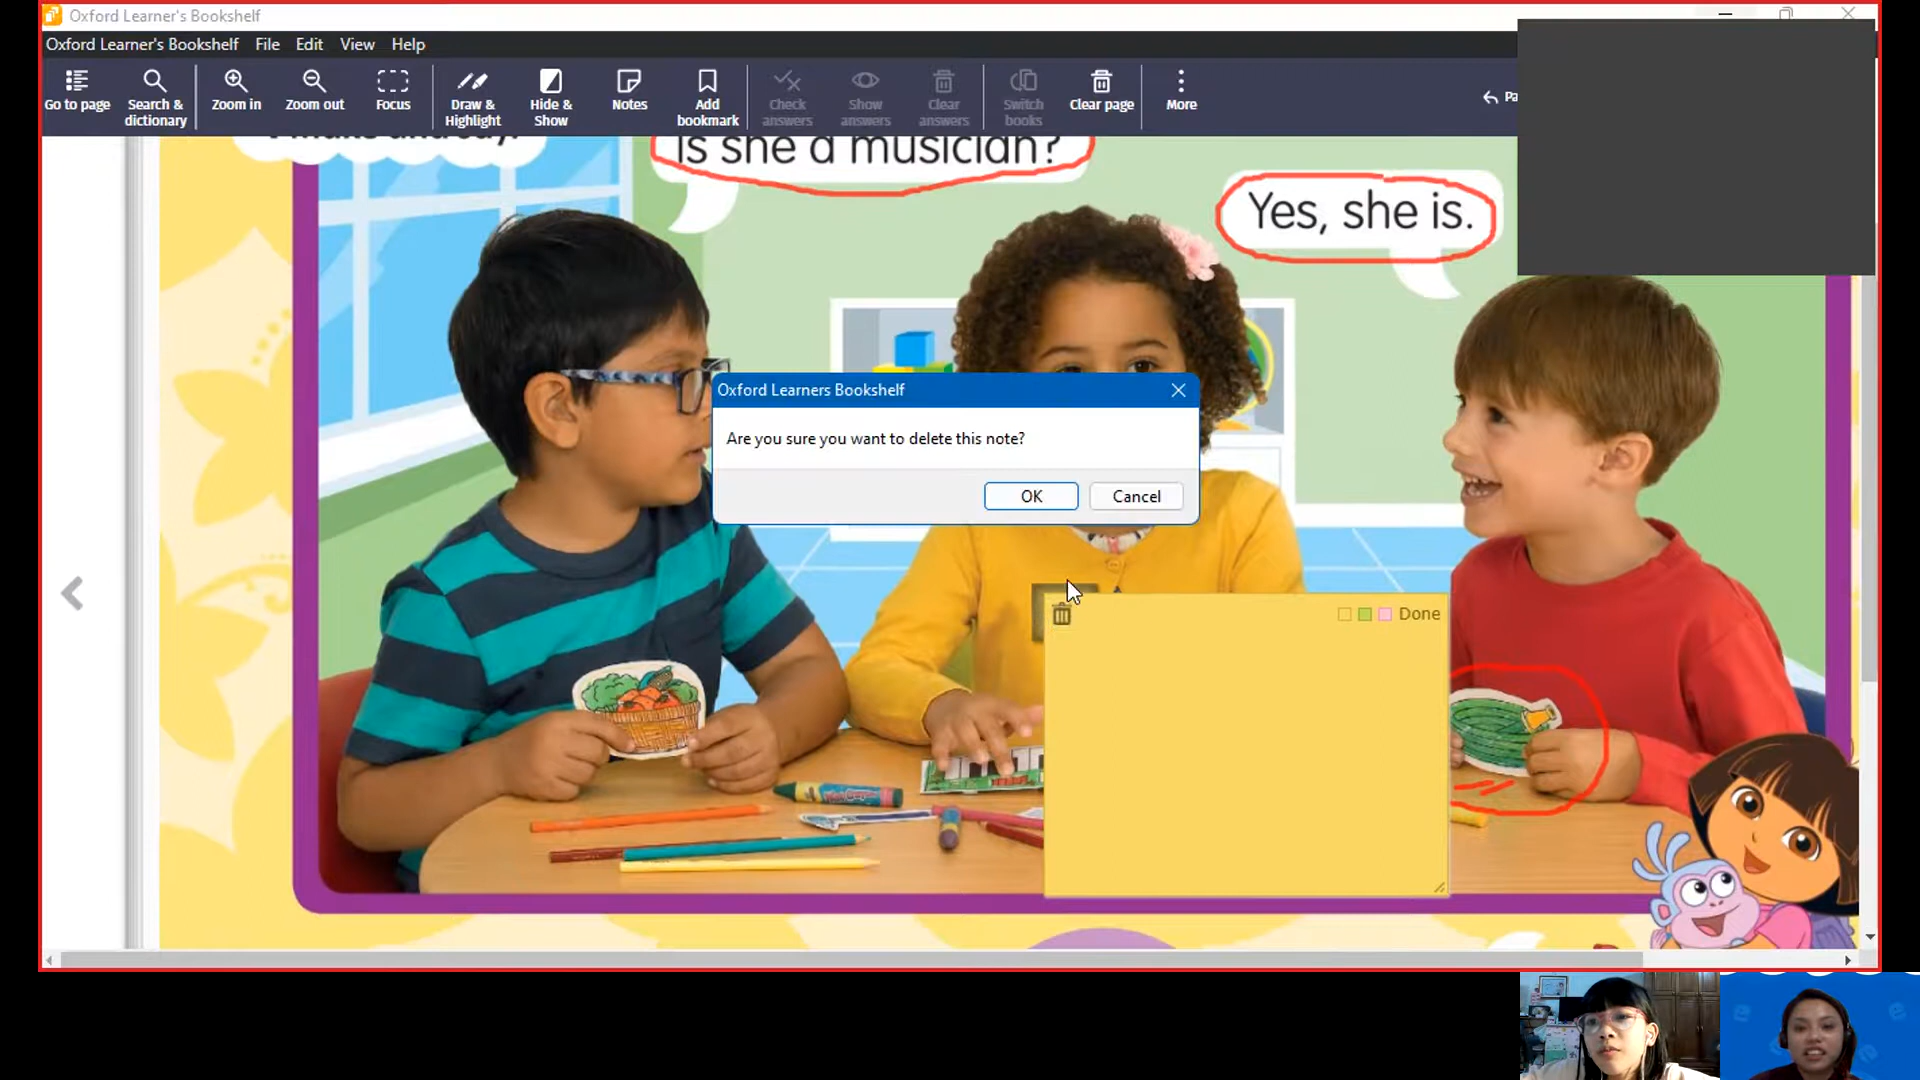 Oxford Learner's Bookshelf
Oxford Learner's Bookshelf File Edit View Help
Go to page
Search & dictionary
Zoom in
Zoom out
Focus
Draw & Highlight
Hide & Show
Notes
Add bookmark
Check answers
Show answers
Clear answers
Switch books
Clear page
More
Is she a musician?
Yes, she is.
Oxford Learners Bookshelf
Are you sure you want to delete this note?
OK Cancel
Done